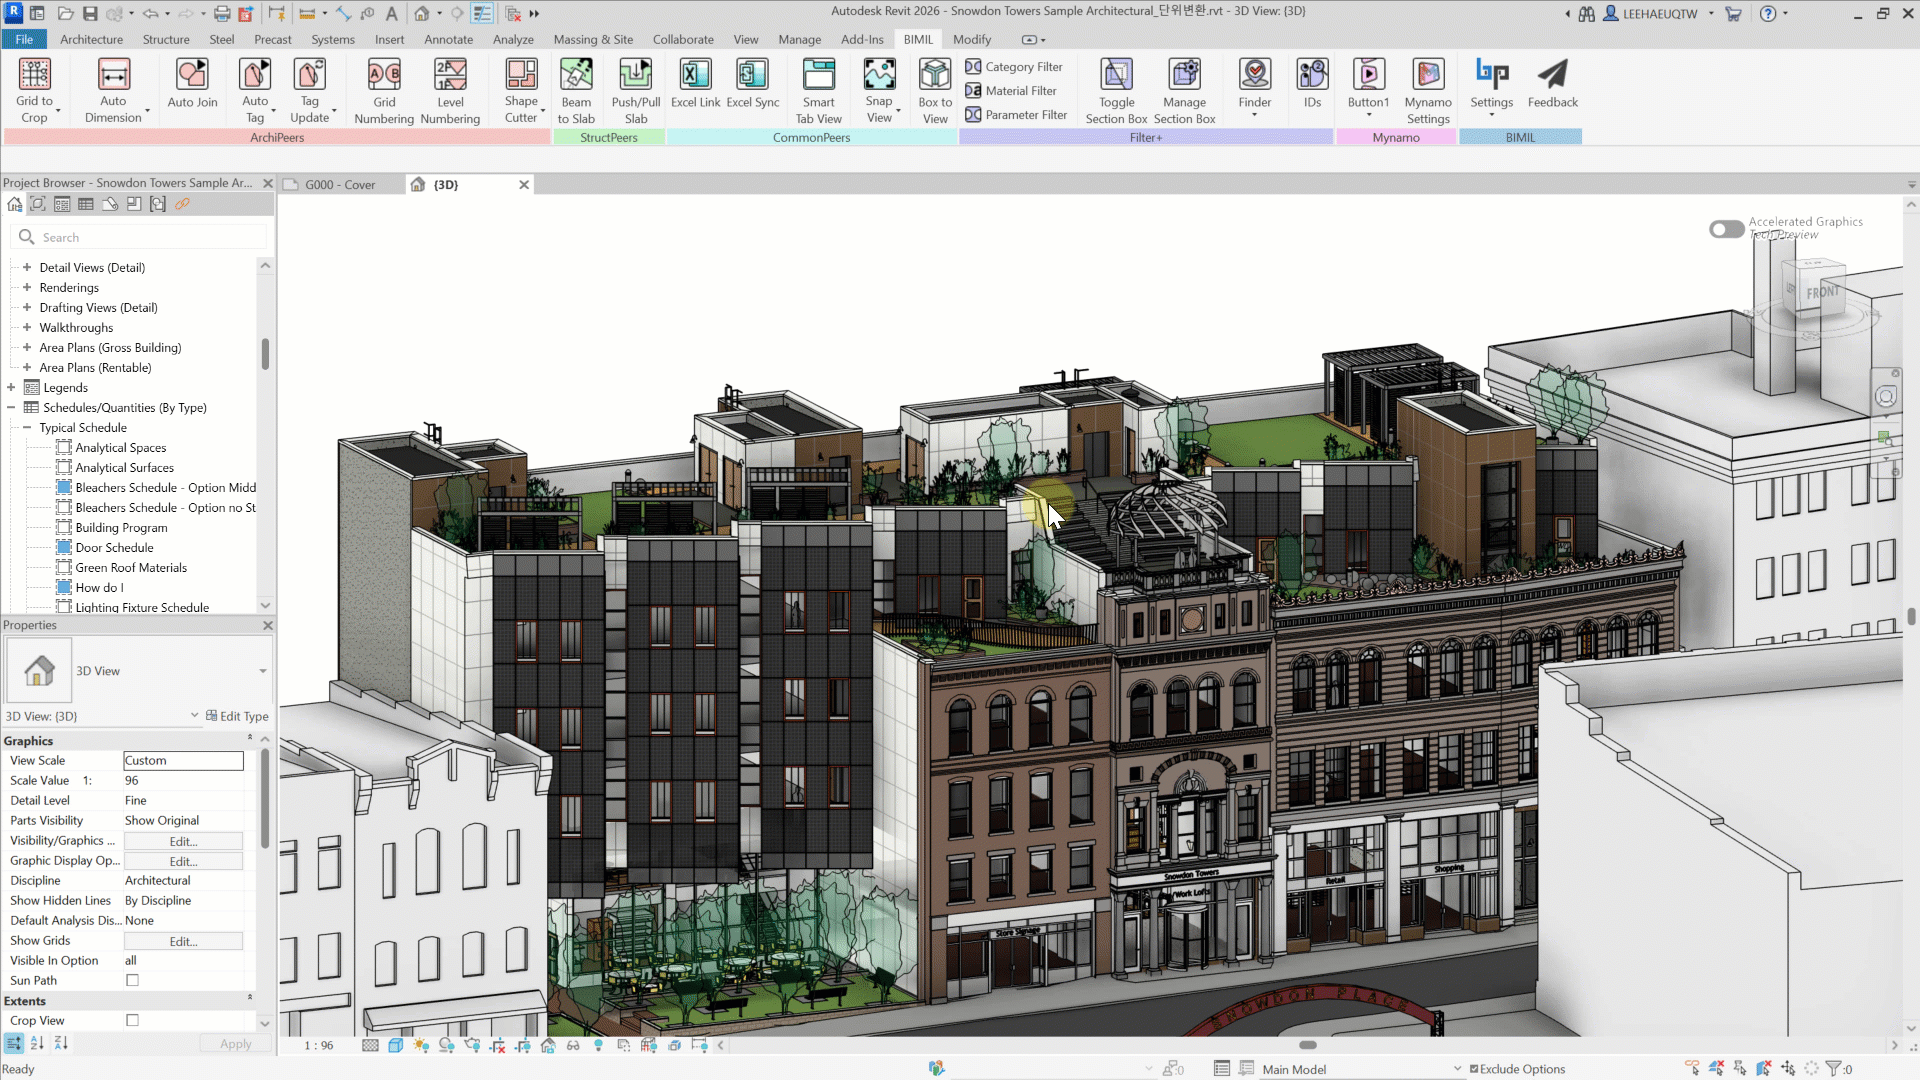 Autodesk Revit 2026 - Snowdon Towers Sample Architectural_단위변환.rvt - 3D View: {3D}
LEEHAEUQTW
File Architecture Structure Steel Precast Systems Insert Annotate Analyze Massing & Site Collaborate View Manage Add-Ins BIMIL Modify
Grid to Crop
Auto Dimension
Auto Join
Auto Tag
Tag Update
Grid Numbering
Level Numbering
Shape Cutter
Beam to Slab
Push/Pull Slab
Excel Link
Excel Sync
Smart Tab View
Snap View
Box to View
Category Filter
Material Filter
Parameter Filter
Toggle Section Box
Manage Section Box
Finder
IDs
Button1
Mynamo Settings
Settings
Feedback
ArchiPeers StructPeers CommonPeers Filter+ Mynamo BIMIL
Project Browser - Snowdon Towers Sample Ar...
G000 - Cover
{3D}
Search
Detail Views (Detail)
Renderings
Drafting Views (Detail)
Walkthroughs
Area Plans (Gross Building)
Area Plans (Rentable)
Legends
Schedules/Quantities (By Type)
Typical Schedule
Analytical Spaces
Analytical Surfaces
Bleachers Schedule - Option Midd
Bleachers Schedule - Option no St
Building Program
Door Schedule
Green Roof Materials
How do I
Lighting Fixture Schedule
Properties
3D View
3D View: {3D}
Edit Type
Graphics
View Scale Custom
Scale Value 1: 96
Detail Level Fine
Parts Visibility Show Original
Visibility/Graphics ... Edit...
Graphic Display Op... Edit...
Discipline Architectural
Show Hidden Lines By Discipline
Default Analysis Dis... None
Show Grids Edit...
Visible In Option all
Sun Path
Extents
Crop View
Apply
Accelerated Graphics
Tech Preview
FRONT
Snowdon Towers
Work Lofts
Retail
Shopping
Store Signage
SNOWDON PLACE
1 : 96
Ready
:0
Main Model
Exclude Options
:0